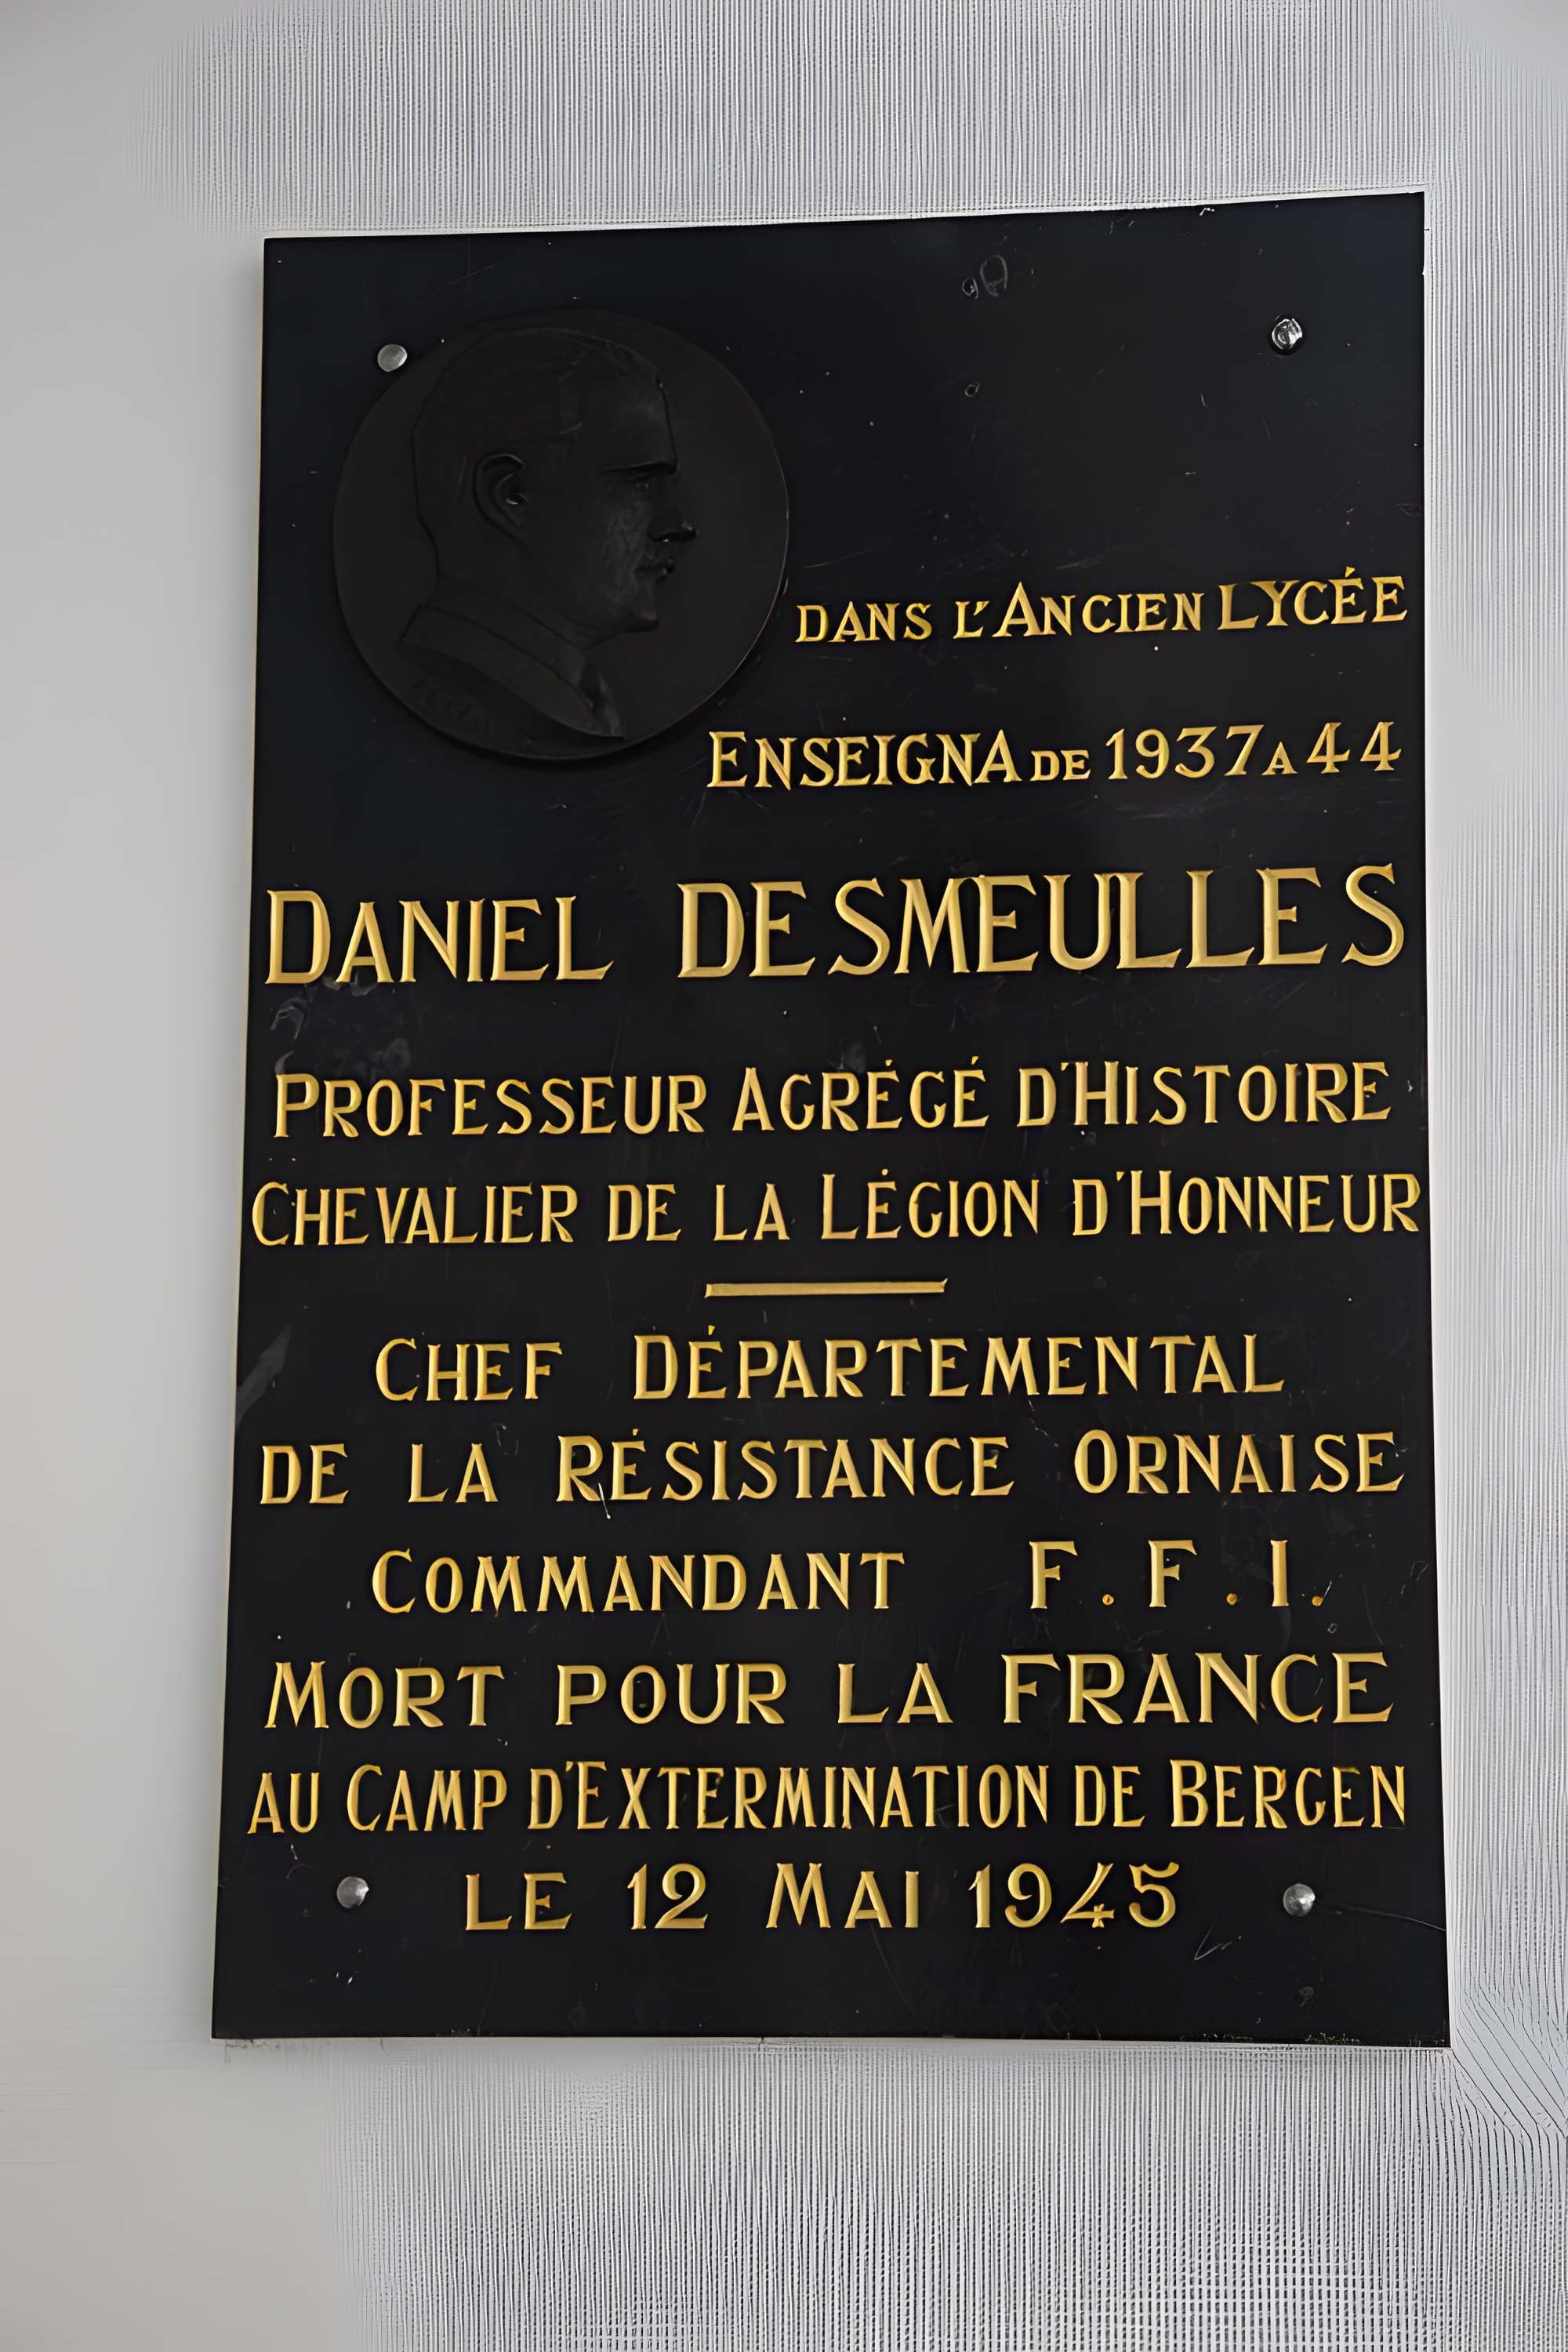 DANS L'ANCIEN LYCÉE
ENSEIGNA DE 1937 A 44
DANIEL DESMEULLES
PROFESSEUR AGRÉGÉ D'HISTOIRE
CHEVALIER DE LA LÉGION D'HONNEUR
CHEF DÉPARTEMENTAL
DE LA RÉSISTANCE ORNAISE
COMMANDANT F.F.I.
MORT POUR LA FRANCE
AU CAMP D'EXTERMINATION DE BERGEN
LE 12 MAI 1945